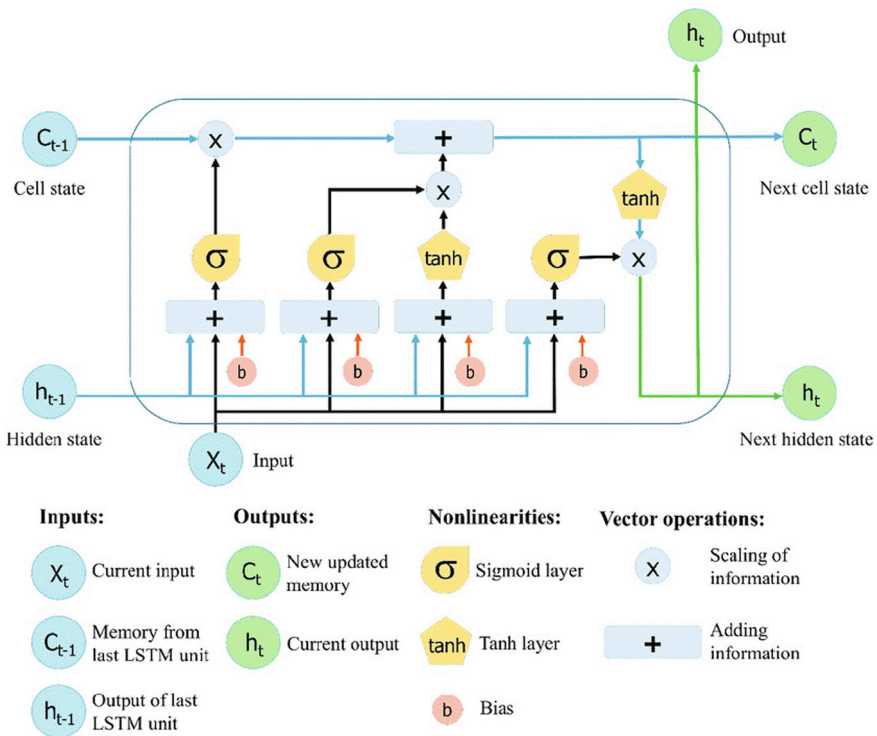 ht Output
Ct-1 x + Ct
Cell state Next cell state
x tanh
σ σ tanh σ x
+ + + +
b b b b
ht-1 ht
Hidden state Next hidden state
Xt Input
Inputs: Outputs: Nonlinearities: Vector operations:
Xt Current input
Ct-1 Memory from
last LSTM unit
ht-1 Output of last
LSTM unit
Ct New updated
memory
ht Current output
σ Sigmoid layer
tanh Tanh layer
b Bias
x Scaling of
information
+ Adding
information